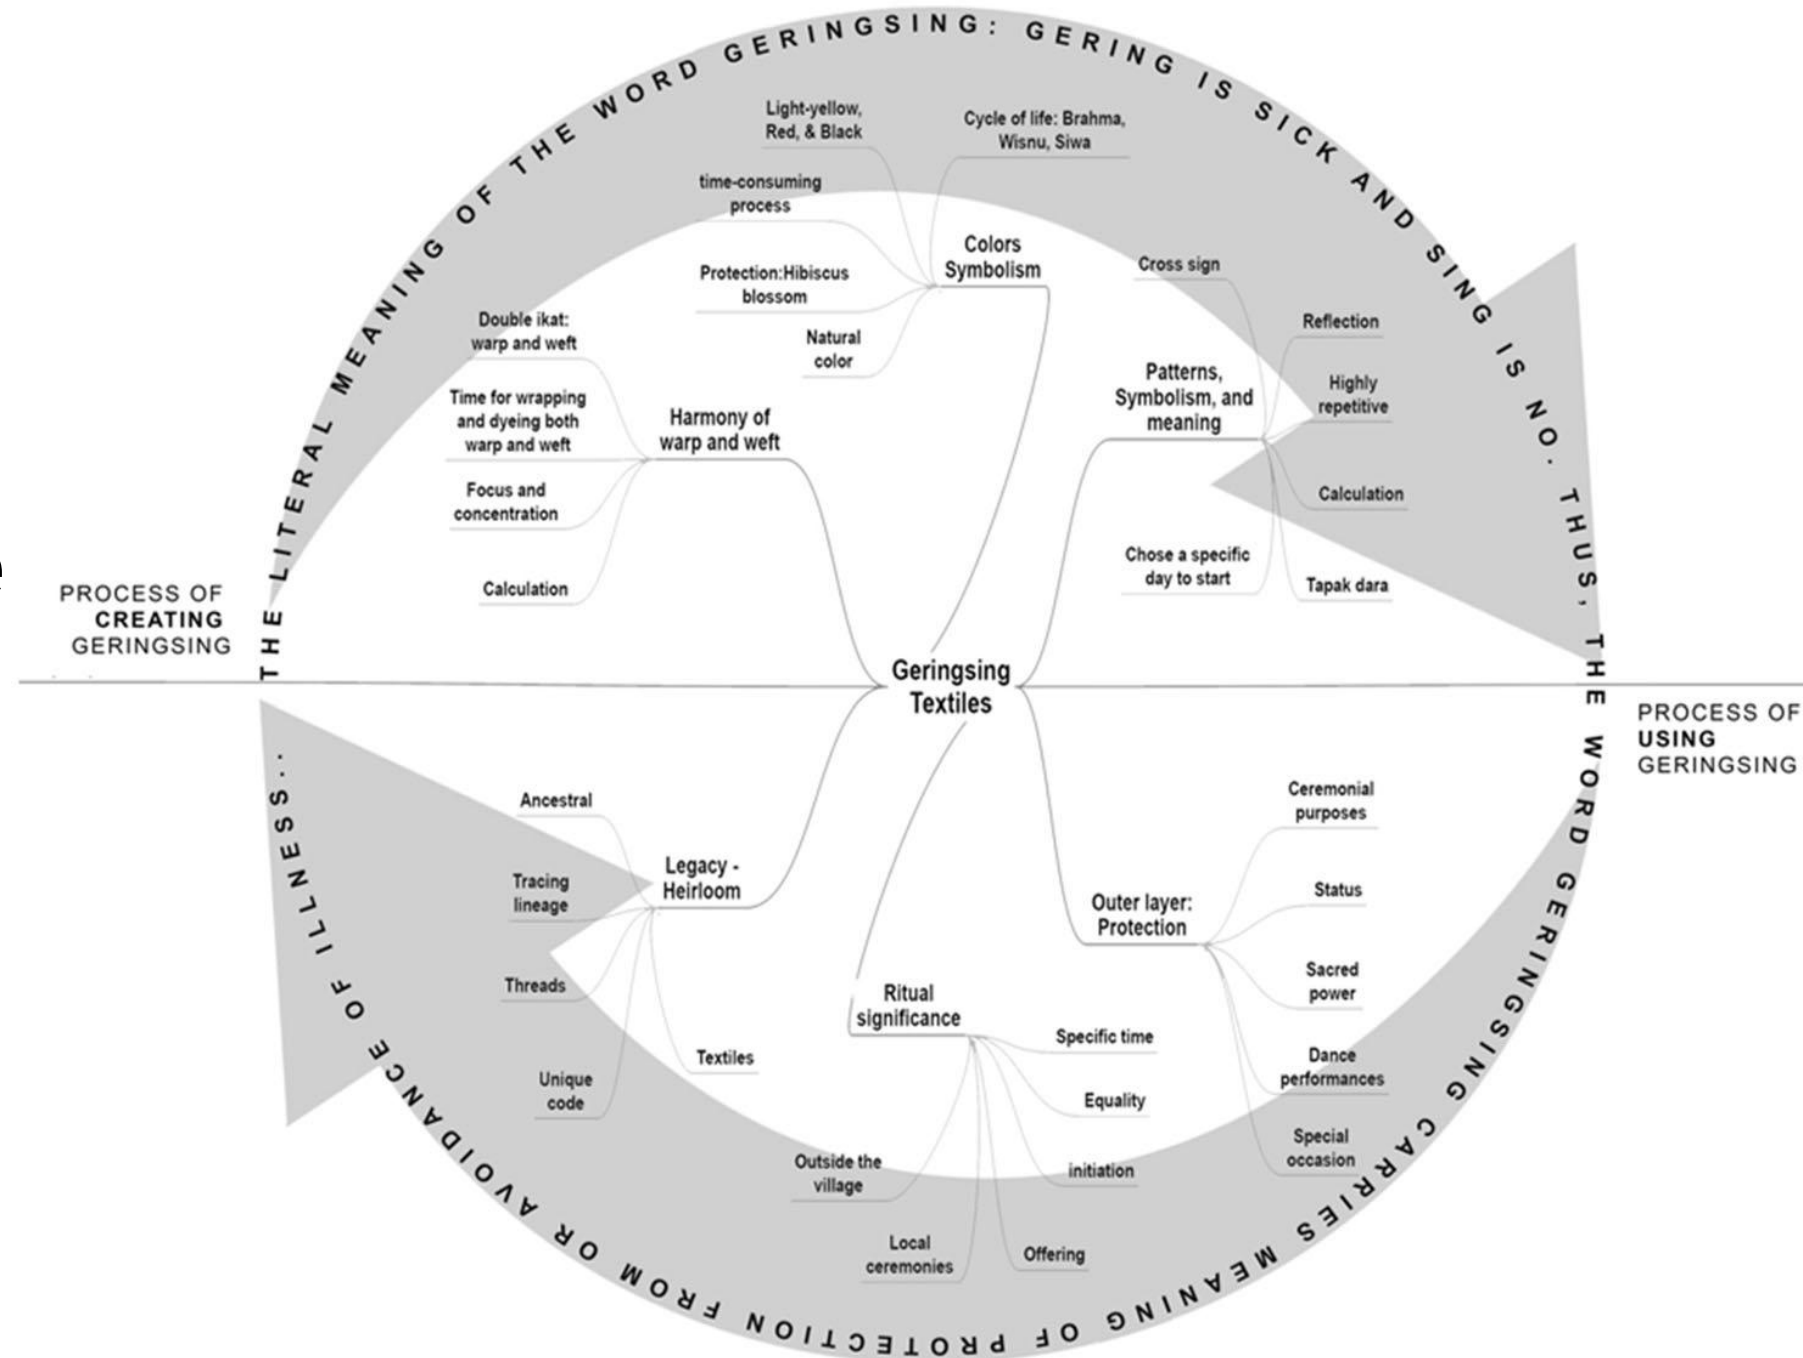 THE LITERAL MEANING OF THE WORD GERINGSING: GERING IS SICK AND SING IS NO. THUS, THE WORD GERINGSING CARRIES MEANING OF PROTECTION FROM OR AVOIDANCE OF ILLNESS..
PROCESS OF
CREATING
GERINGSING
PROCESS OF
USING
GERINGSING
Geringsing
Textiles
Harmony of
warp and weft
Double ikat:
warp and weft
Time for wrapping
and dyeing both
warp and weft
Focus and
concentration
Calculation
Colors
Symbolism
Light-yellow,
Red, & Black
Cycle of life: Brahma,
Wisnu, Siwa
time-consuming
process
Protection:Hibiscus
blossom
Natural
color
Patterns,
Symbolism, and
meaning
Cross sign
Reflection
Highly
repetitive
Calculation
Chose a specific
day to start
Tapak dara
Outer layer:
Protection
Ceremonial
purposes
Status
Sacred
power
Dance
performances
Special
occasion
Ritual
significance
Specific time
Equality
initiation
Offering
Local
ceremonies
Outside the
village
Legacy -
Heirloom
Ancestral
Tracing
lineage
Threads
Unique
code
Textiles